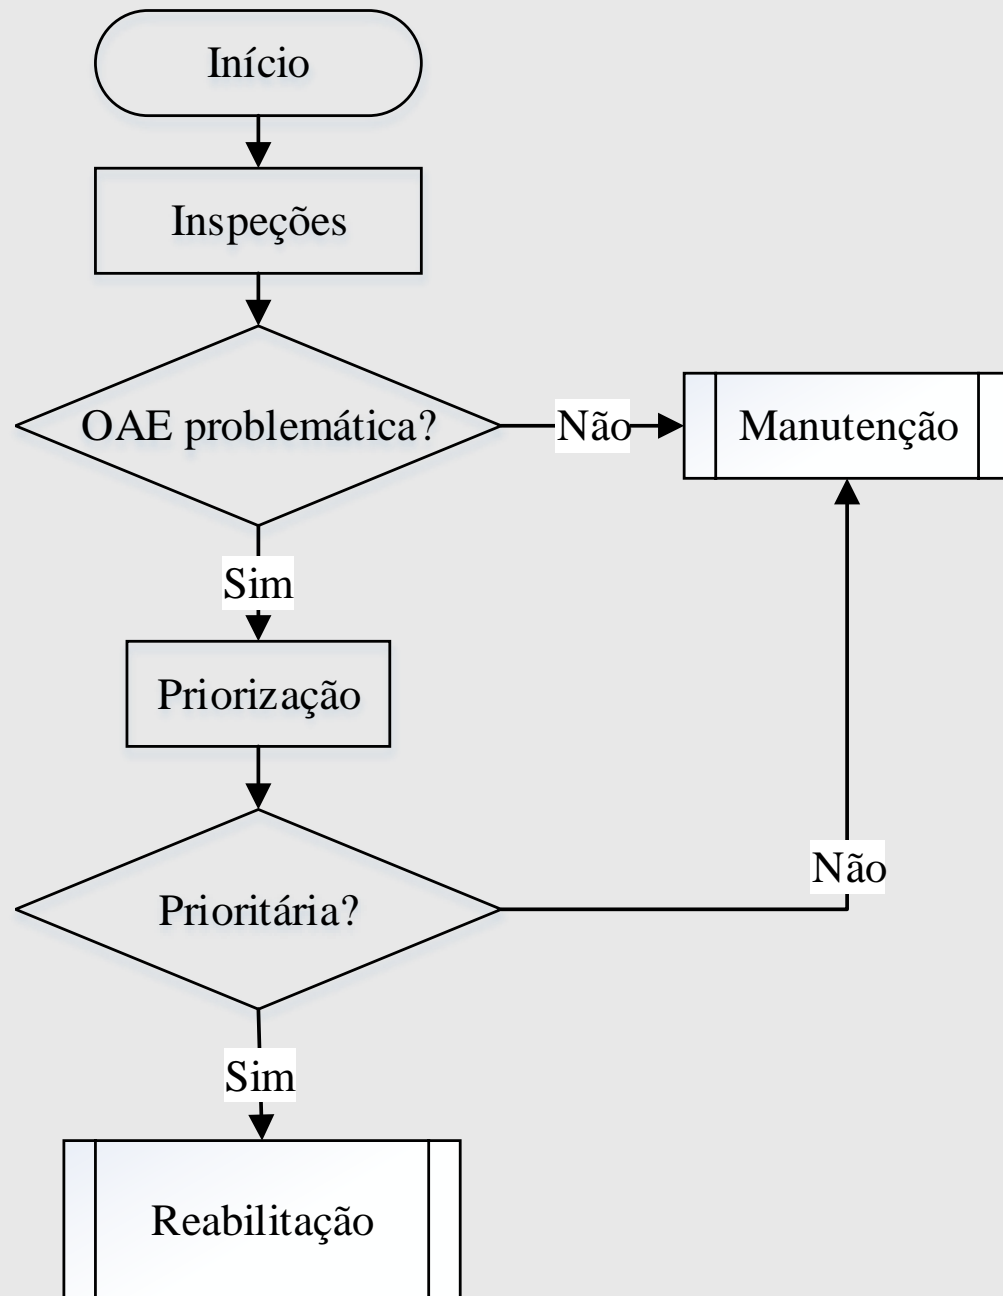 Início
Inspeções
OAE problemática?
Não
Manutenção
Sim
Priorização
Prioritária?
Não
Sim
Reabilitação